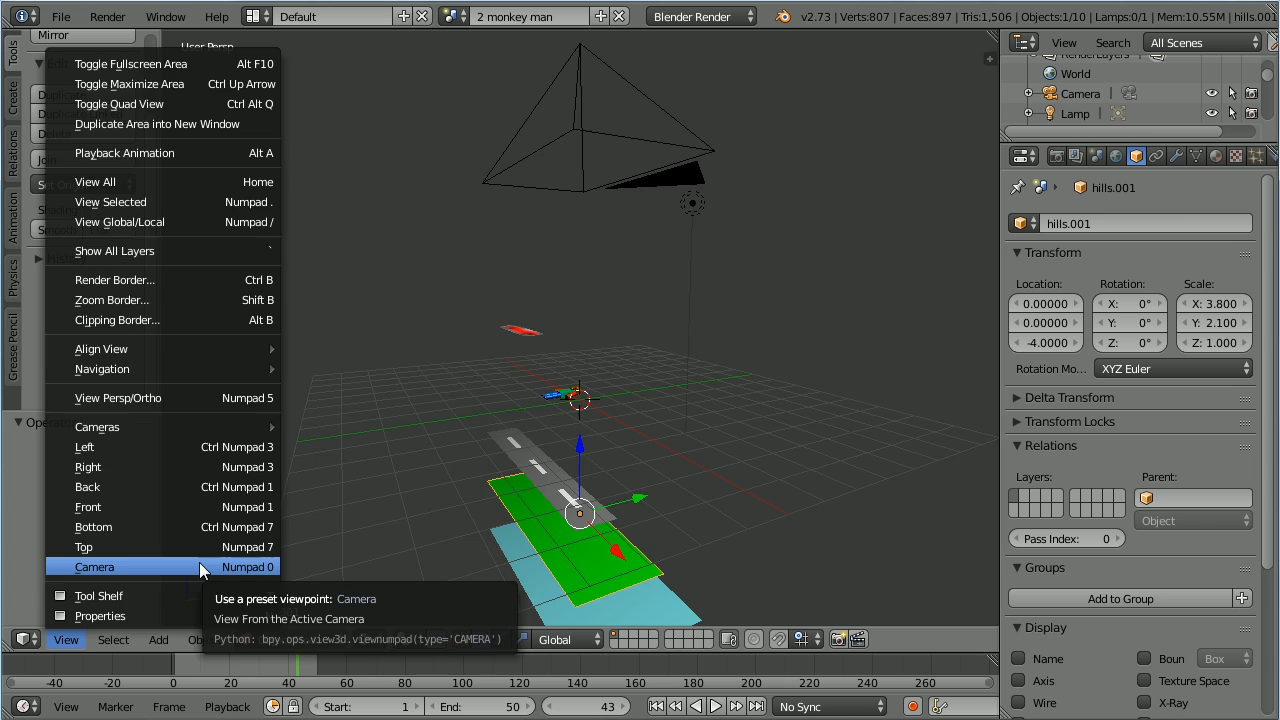 File Render Window Help Default 2 monkey man Blender Render v2.73 | Verts:807 | Faces:897 | Tris:1,506 | Objects:1/10 | Lamps:0/1 | Mem:10.55M | hills.001
Tools
Create
Relations
Animation
Physics
Grease Pencil
Mirror
User Persp
Toggle Fullscreen Area Alt F10
Toggle Maximize Area Ctrl Up Arrow
Toggle Quad View Ctrl Alt Q
Duplicate Area into New Window
Playback Animation Alt A
View All Home
View Selected Numpad .
View Global/Local Numpad /
Show All Layers `
Render Border... Ctrl B
Zoom Border... Shift B
Clipping Border... Alt B
Align View
Navigation
View Persp/Ortho Numpad 5
Cameras
Left Ctrl Numpad 3
Right Numpad 3
Back Ctrl Numpad 1
Front Numpad 1
Bottom Ctrl Numpad 7
Top Numpad 7
Camera Numpad 0
Tool Shelf
Properties
Use a preset viewpoint: Camera
View From the Active Camera
Python: bpy.ops.view3d.viewnumpad(type='CAMERA')
View Select Add Global
-40 -20 0 20 40 60 80 100 120 140 160 180 200 220 240 260
View Marker Frame Playback Start: 1 End: 50 43 No Sync
View Search All Scenes
RenderLayers
World
Camera
Lamp
hills.001
hills.001
Transform
Location: Rotation: Scale:
0.00000 X: 0° X: 3.800
0.00000 Y: 0° Y: 2.100
-4.0000 Z: 0° Z: 1.000
Rotation Mo... XYZ Euler
Delta Transform
Transform Locks
Relations
Layers: Parent:
Object
Pass Index: 0
Groups
Add to Group
Display
Name Boun Box
Axis Texture Space
Wire X-Ray